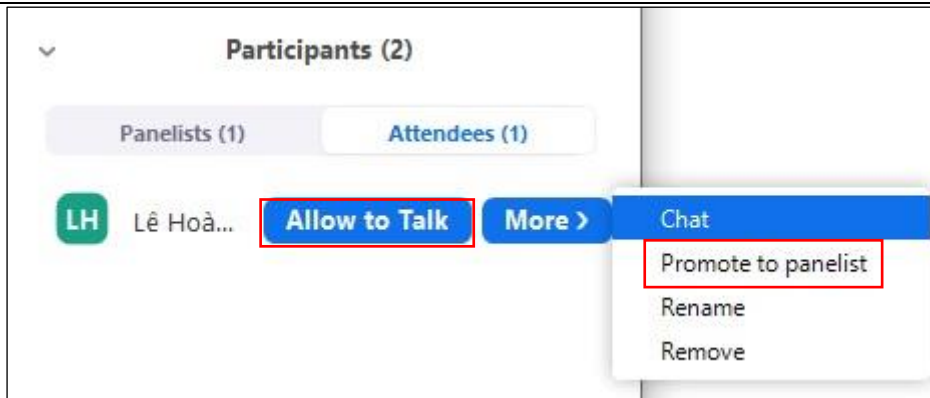 Participants (2)
Panelists (1) Attendees (1)
LH Lê Hoà... Allow to Talk More >
Chat
Promote to panelist
Rename
Remove